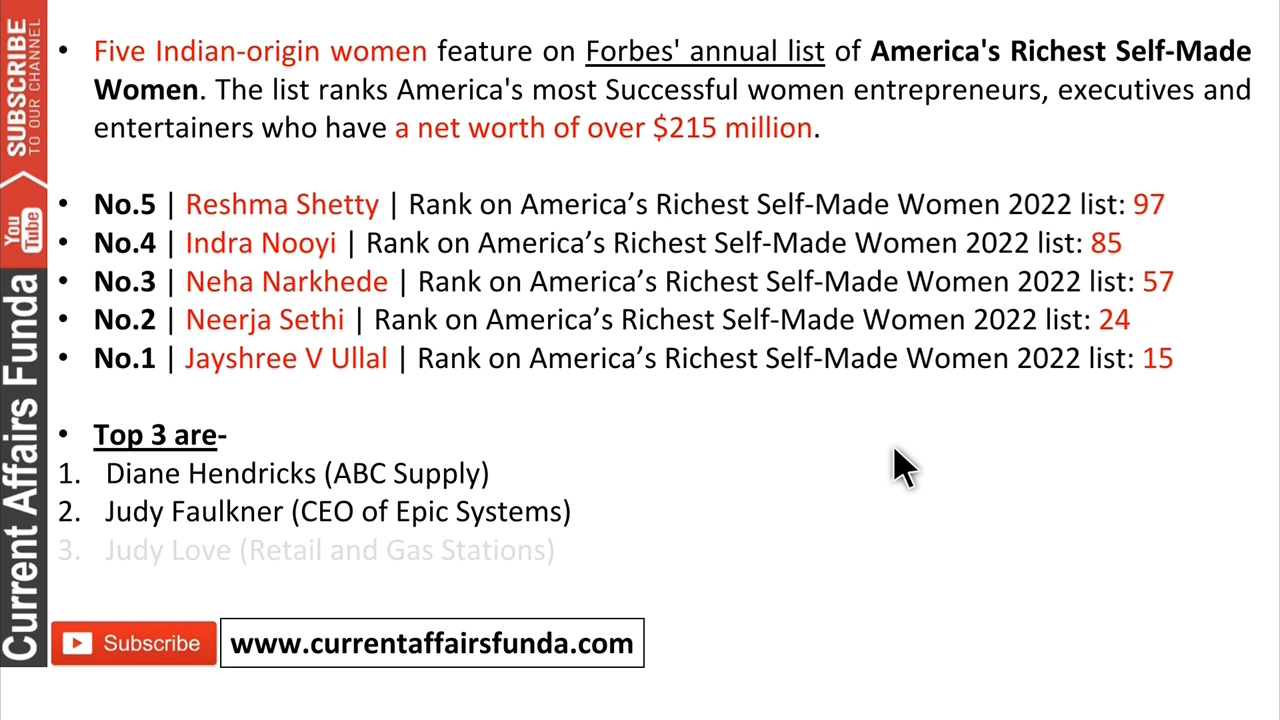 SUBSCRIBE
TO OUR CHANNEL
You
Tube
Current Affairs Funda
• Five Indian-origin women feature on Forbes' annual list of America's Richest Self-Made
Women. The list ranks America's most Successful women entrepreneurs, executives and
entertainers who have a net worth of over $215 million.
• No.5 | Reshma Shetty | Rank on America’s Richest Self-Made Women 2022 list: 97
• No.4 | Indra Nooyi | Rank on America’s Richest Self-Made Women 2022 list: 85
• No.3 | Neha Narkhede | Rank on America’s Richest Self-Made Women 2022 list: 57
• No.2 | Neerja Sethi | Rank on America’s Richest Self-Made Women 2022 list: 24
• No.1 | Jayshree V Ullal | Rank on America’s Richest Self-Made Women 2022 list: 15
• Top 3 are-
1. Diane Hendricks (ABC Supply)
2. Judy Faulkner (CEO of Epic Systems)
3. Judy Love (Retail and Gas Stations)
Subscribe
www.currentaffairsfunda.com